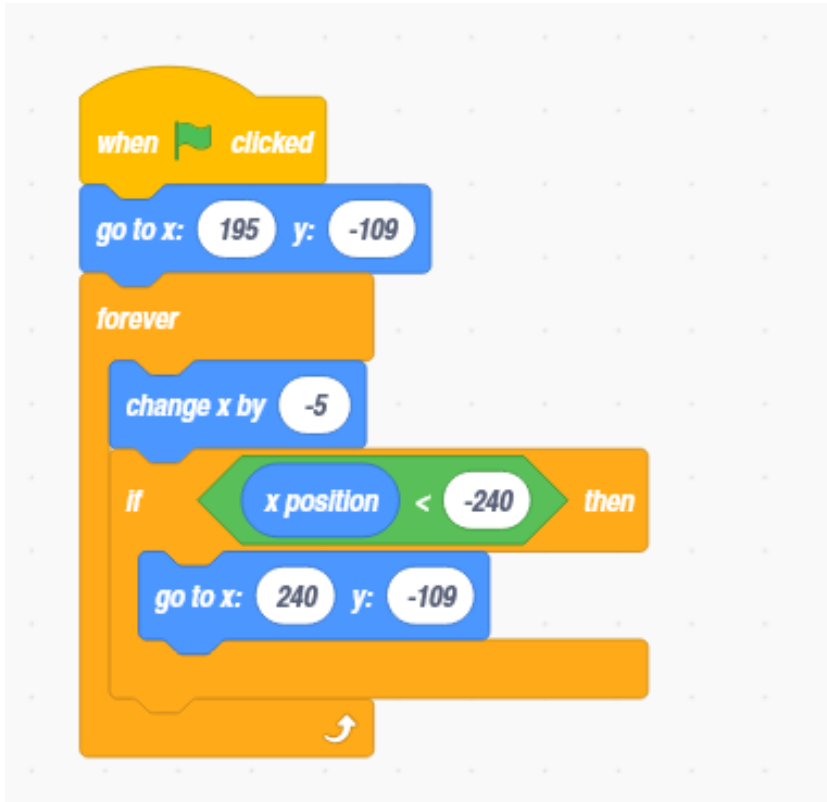 when clicked
go to x: 195 y: -109
forever
change x by -5
if x position < -240 then
go to x: 240 y: -109